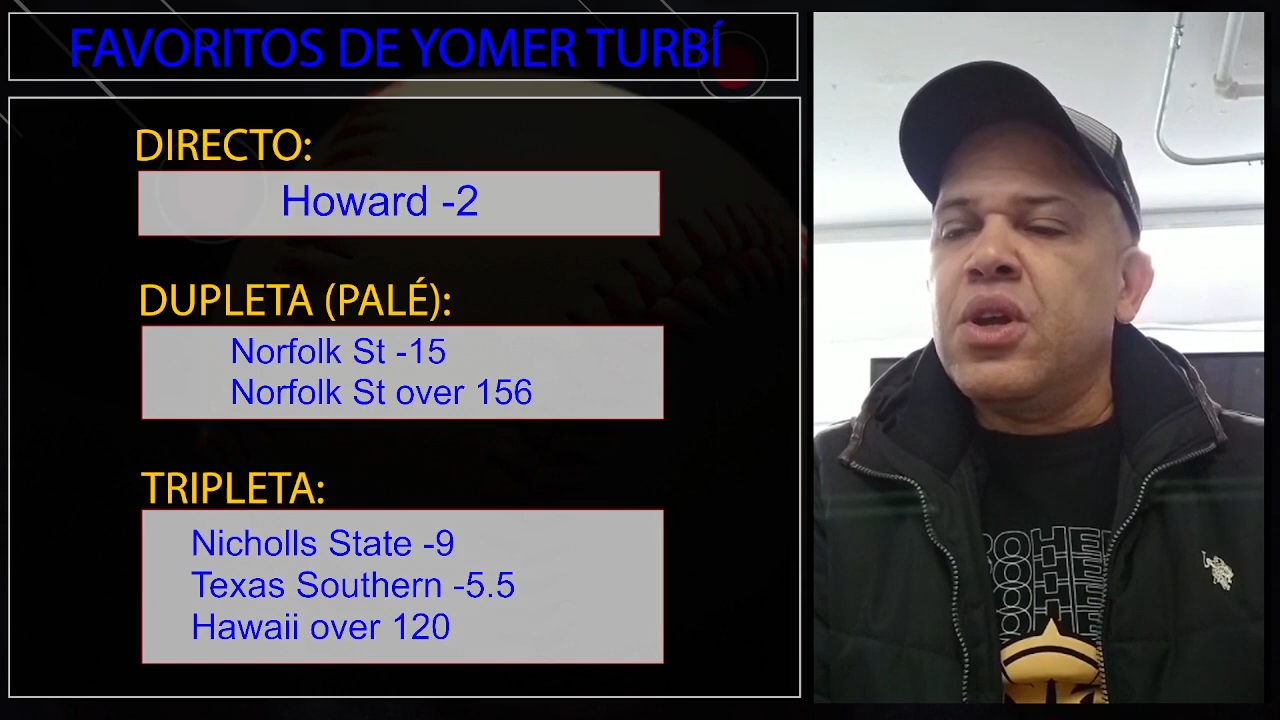 FAVORITOS DE YOMER TURBÍ
DIRECTO:
Howard -2
DUPLETA (PALÉ):
Norfolk St -15
Norfolk St over 156
TRIPLETA:
Nicholls State -9
Texas Southern -5.5
Hawaii over 120